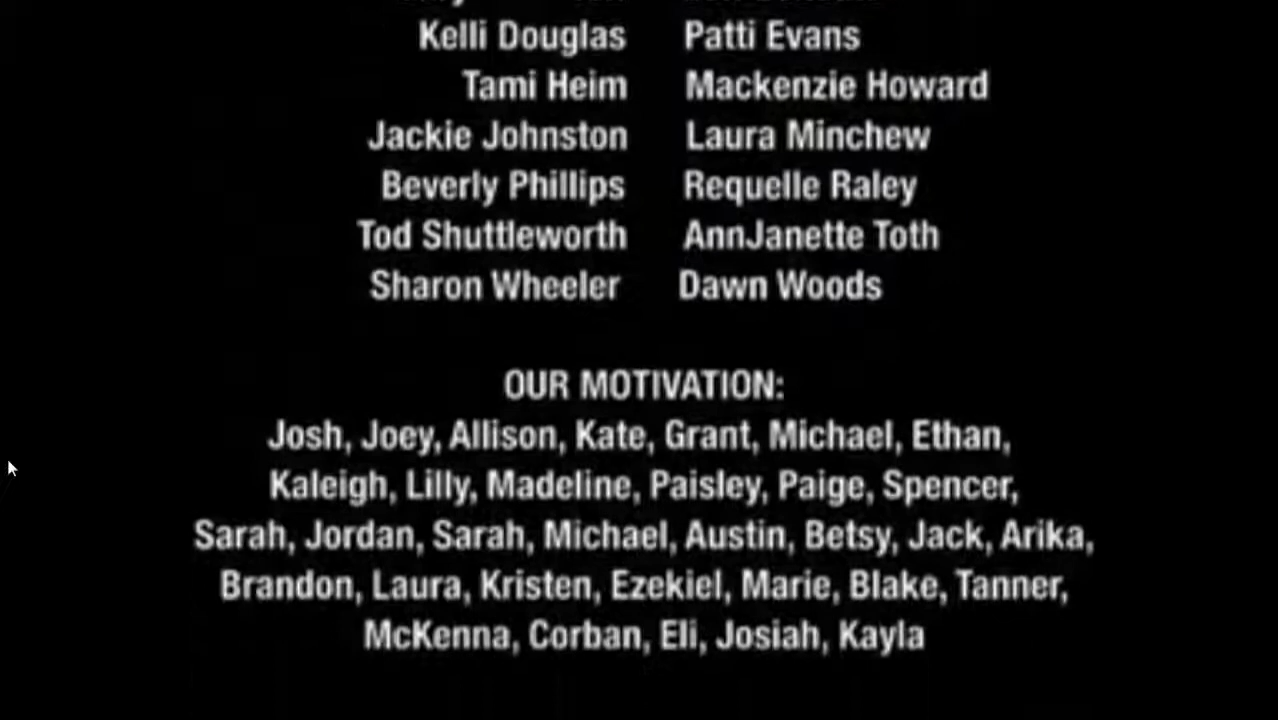 Kelli Douglas Patti Evans
Tami Heim Mackenzie Howard
Jackie Johnston Laura Minchew
Beverly Phillips Requelle Raley
Tod Shuttleworth AnnJanette Toth
Sharon Wheeler Dawn Woods
OUR MOTIVATION:
Josh, Joey, Allison, Kate, Grant, Michael, Ethan,
Kaleigh, Lilly, Madeline, Paisley, Paige, Spencer,
Sarah, Jordan, Sarah, Michael, Austin, Betsy, Jack, Arika,
Brandon, Laura, Kristen, Ezekiel, Marie, Blake, Tanner,
McKenna, Corban, Eli, Josiah, Kayla